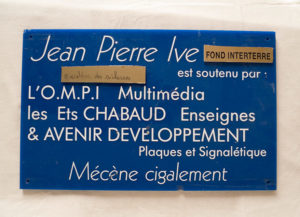 Jean Pierre Ive FOND INTERTERRE
est soutenu par :
L'O.M.P.I Multimédia
les Ets CHABAUD Enseignes
& AVENIR DEVELOPPEMENT
Plaques et Signalétique
Mécène cigalement